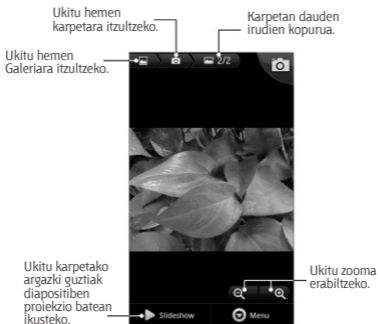 Ukitu hemen
karpetara itzultzeko.
Karpetan dauden
irudien kopurua.
Ukitu hemen
Galeriara itzultzeko.
2/2
Ukitu karpetako
argazki guztiak
diapositiben
proiekzio batean
ikusteko.
Ukitu zooma
erabiltzeko.
Slideshow
Menu